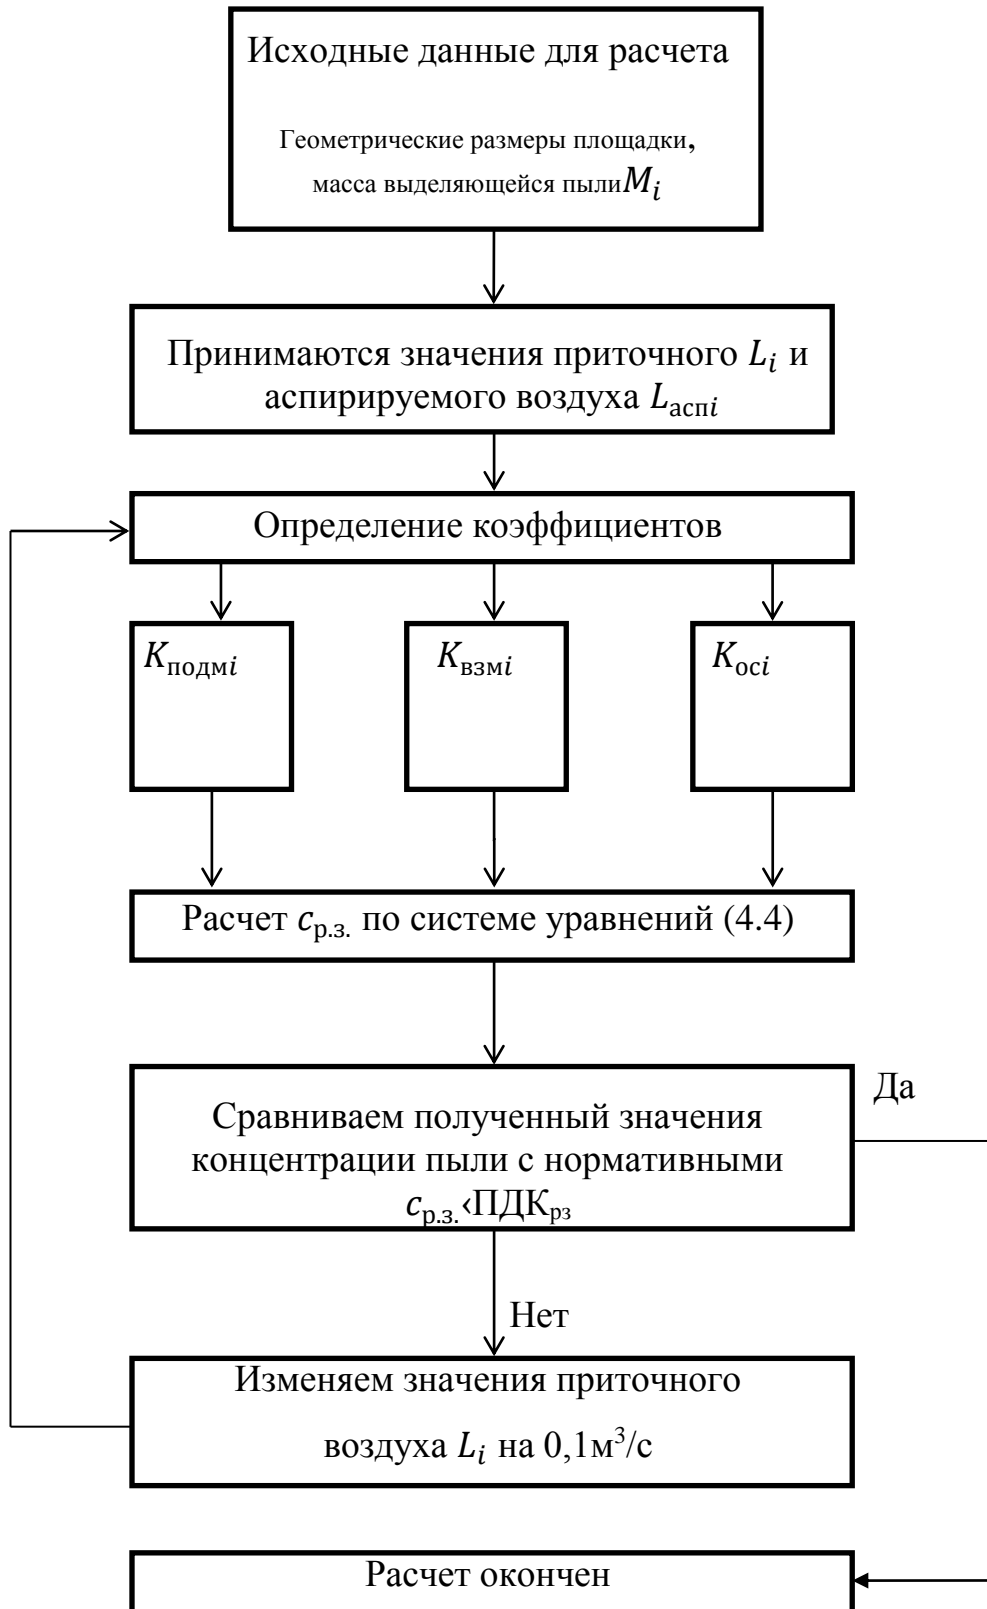 Исходные данные для расчета
Геометрические размеры площадки,
масса выделяющейся пыли M_i
Принимаются значения приточного L_i и
аспирируемого воздуха L_аспi
Определение коэффициентов
K_подмi
K_взмi
K_осi
Расчет c_р.з. по системе уравнений (4.4)
Сравниваем полученный значения
концентрации пыли с нормативными
c_р.з.‹ПДК_рз
Да
Нет
Изменяем значения приточного
воздуха L_i на 0,1м³/с
Расчет окончен